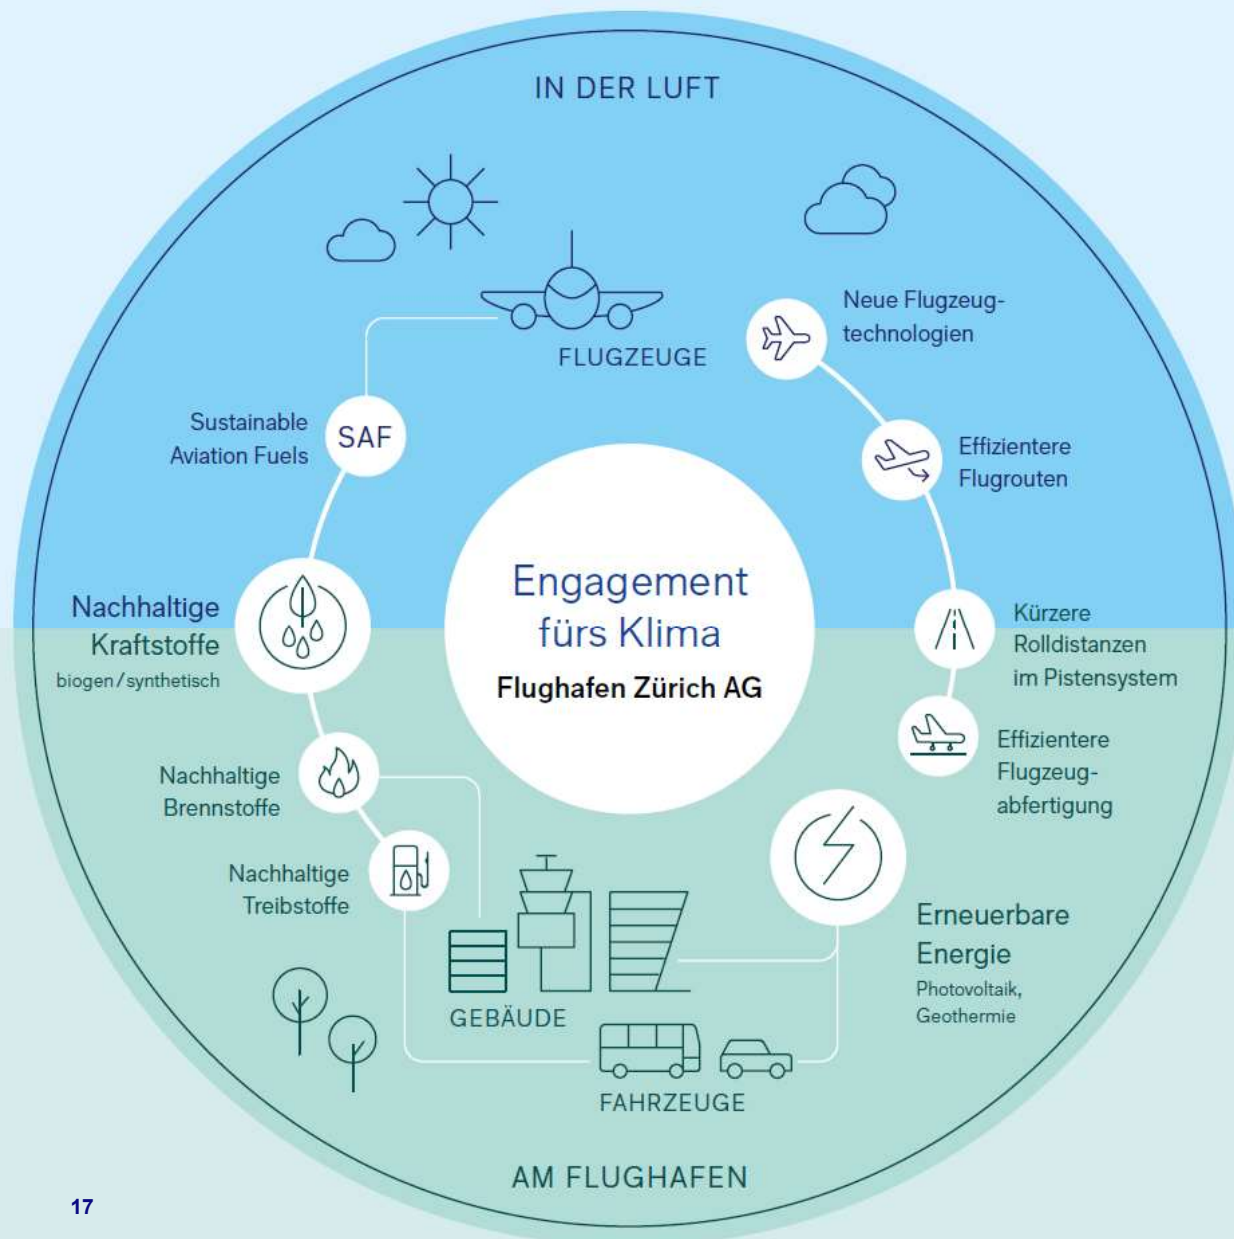 IN DER LUFT
Neue Flugzeug-
technologien
FLUGZEUGE
Sustainable
Aviation Fuels
SAF
Effizientere
Flugrouten
Engagement
fürs Klima
Flughafen Zürich AG
Nachhaltige
Kraftstoffe
biogen/synthetisch
Kürzere
Rolldistanzen
im Pistensystem
Effizientere
Flugzeug-
abfertigung
Nachhaltige
Brennstoffe
Nachhaltige
Treibstoffe
Erneuerbare
Energie
Photovoltaik,
Geothermie
GEBÄUDE
FAHRZEUGE
AM FLUGHAFEN
17